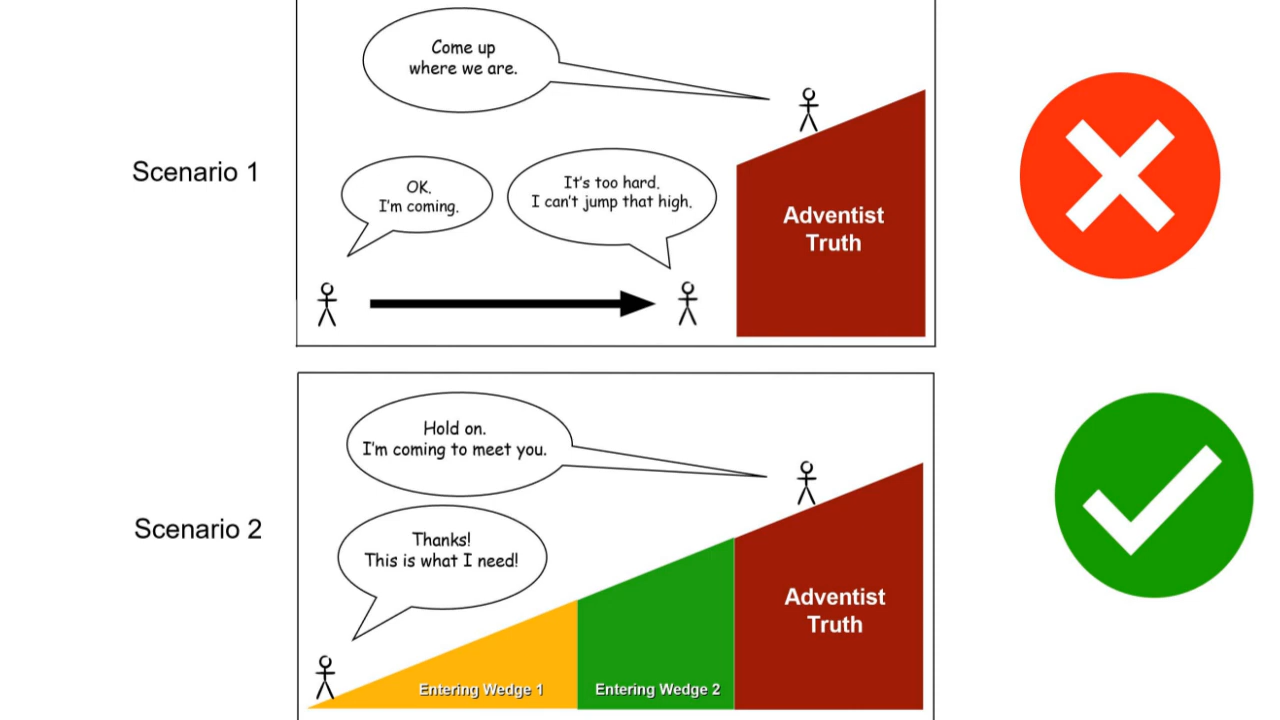 Come up
where we are.
Scenario 1
OK.
I'm coming.
It's too hard.
I can't jump that high.
Adventist
Truth
Hold on.
I'm coming to meet you.
Scenario 2
Thanks!
This is what I need!
Adventist
Truth
Entering Wedge 1
Entering Wedge 2